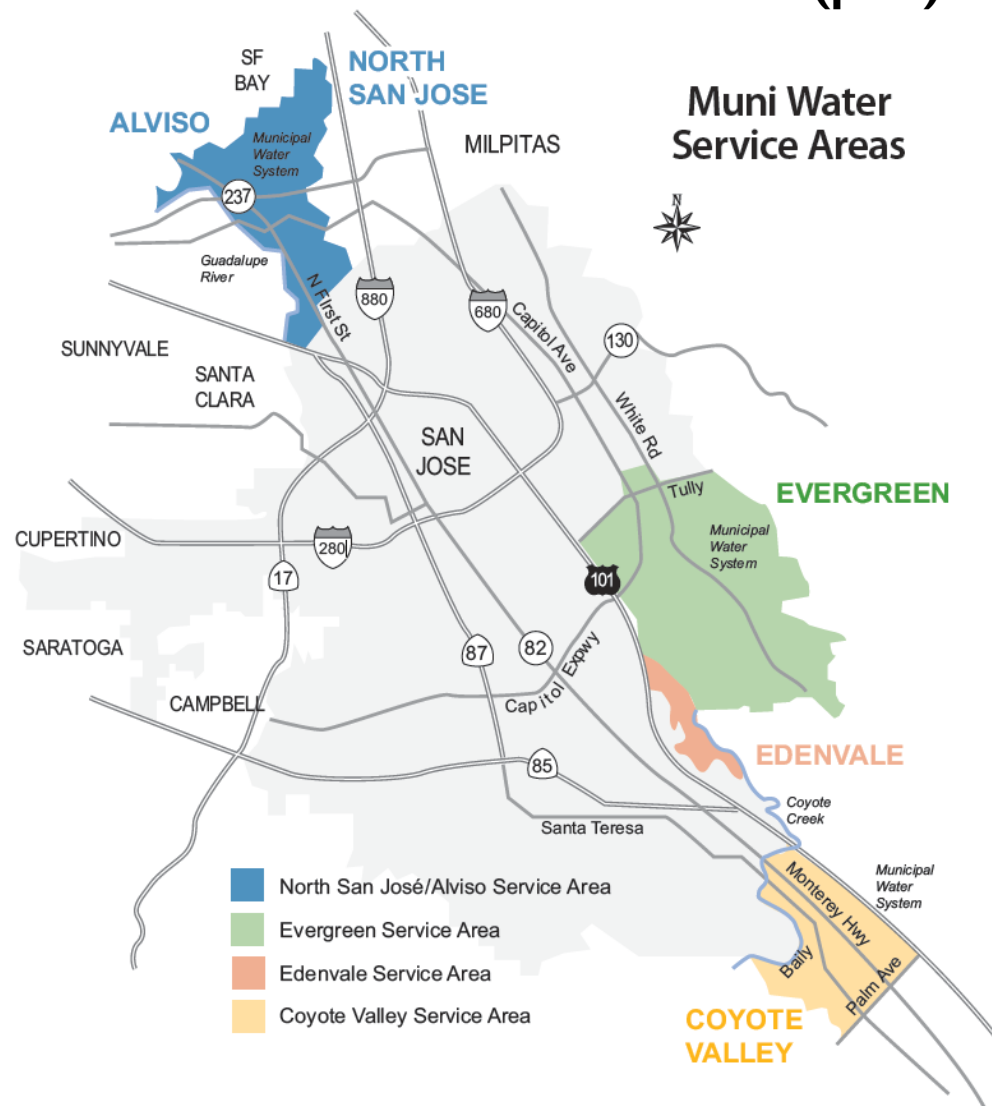 SF
BAY
NORTH
SAN JOSE
ALVISO
Municipal
Water
System
MILPITAS
Muni Water
Service Areas
N
237
Guadalupe
River
N First St
880
680
Capitol Ave
130
SUNNYVALE
SANTA
CLARA
White Rd
SAN
JOSE
Tully
EVERGREEN
Municipal
Water
System
CUPERTINO
280
17
101
SARATOGA
87
82
Capitol Expwy
CAMPBELL
85
EDENVALE
Coyote
Creek
Santa Teresa
Municipal
Water
System
Monterey Hwy
Baily
Palm Ave
COYOTE
VALLEY
North San José/Alviso Service Area
Evergreen Service Area
Edenvale Service Area
Coyote Valley Service Area